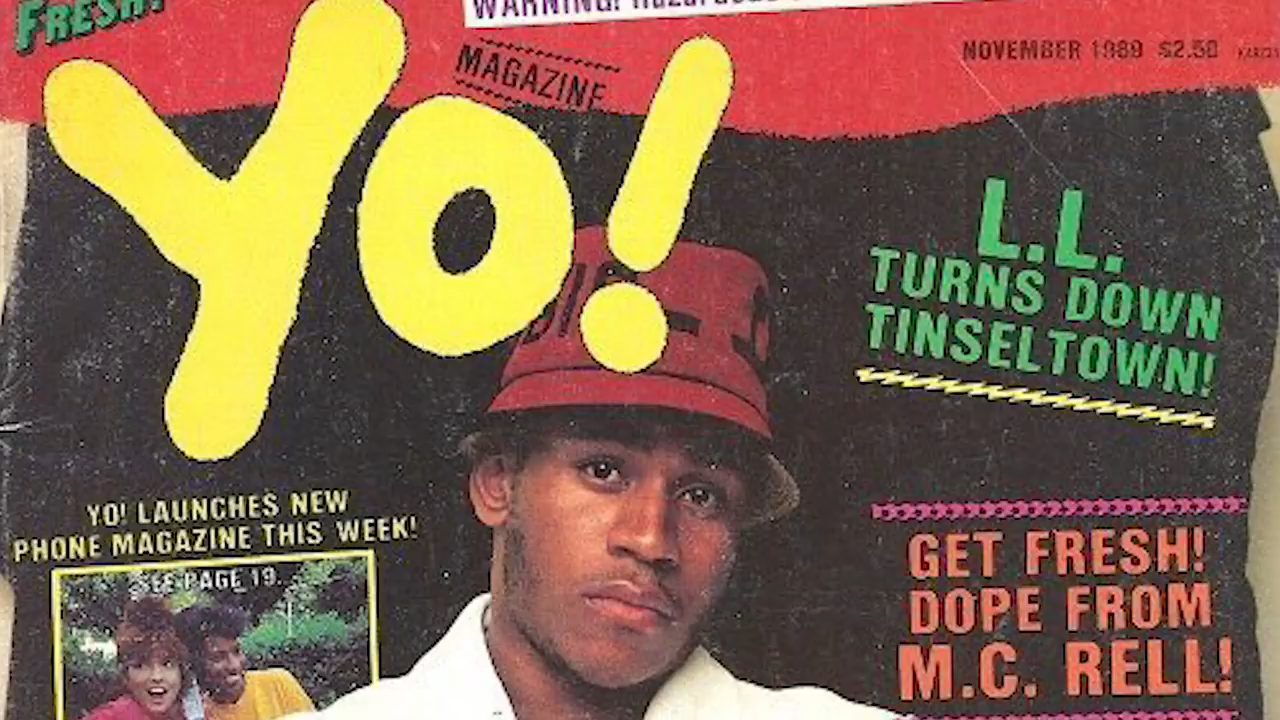 FRESH!
WARNING!
YO!
MAGAZINE
NOVEMBER 1989 $2.50
L.L.
TURNS DOWN
TINSELTOWN!
YO! LAUNCHES NEW
PHONE MAGAZINE THIS WEEK!
SEE PAGE 19.
GET FRESH!
DOPE FROM
M.C. RELL!